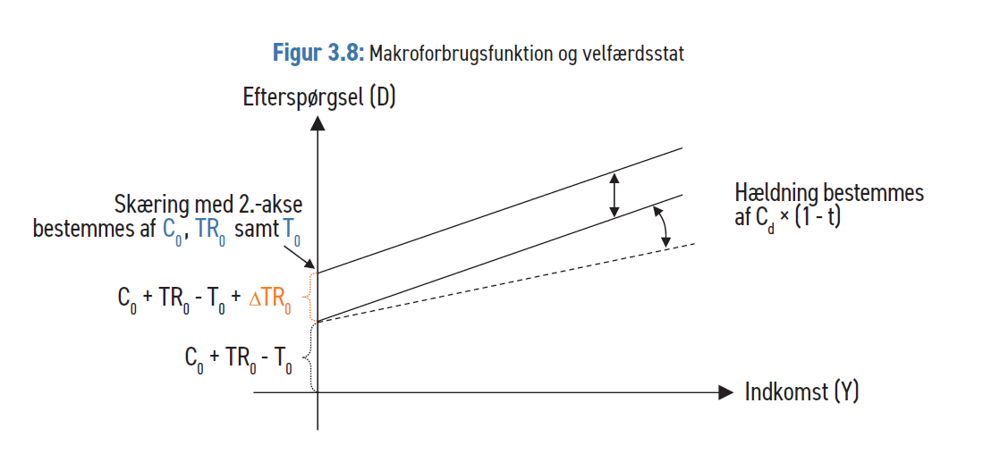 Figur 3.8: Makroforbrugsfunktion og velfærdsstat
Efterspørgsel (D)
Skæring med 2.-akse
bestemmes af C₀, TR₀ samt T₀
Hældning bestemmes
af C_d × (1 - t)
C₀ + TR₀ - T₀ + ΔTR₀
C₀ + TR₀ - T₀
Indkomst (Y)